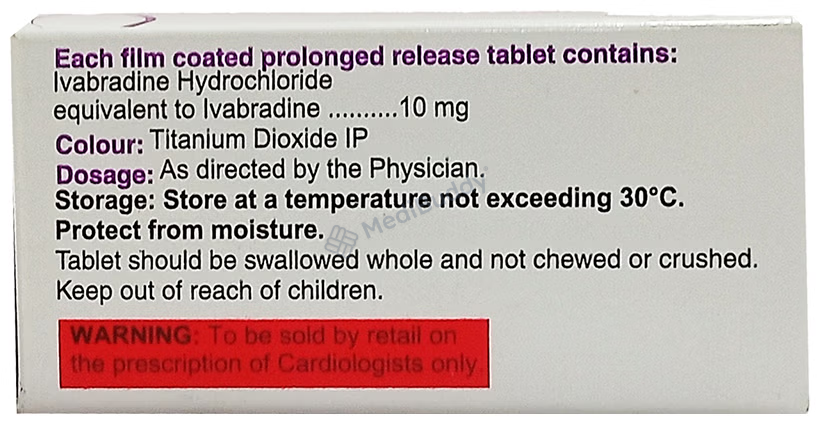 Each film coated prolonged release tablet contains:
Ivabradine Hydrochloride
equivalent to Ivabradine ..........10 mg
Colour: Titanium Dioxide IP
Dosage: As directed by the Physician.
Storage: Store at a temperature not exceeding 30°C.
Protect from moisture.
MediBuddy
Tablet should be swallowed whole and not chewed or crushed.
Keep out of reach of children.
WARNING: To be sold by retail on
the prescription of Cardiologists only.